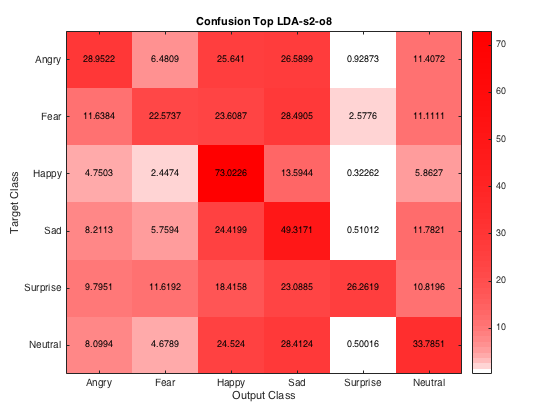 Confusion Top LDA-s2-o8
Angry 28.9522 6.4809 25.641 26.5899 0.92873 11.4072
Fear 11.6384 22.5737 23.6087 28.4905 2.5776 11.1111
Happy 4.7503 2.4474 73.0226 13.5944 0.32262 5.8627
Sad 8.2113 5.7594 24.4199 49.3171 0.51012 11.7821
Surprise 9.7951 11.6192 18.4158 23.0885 26.2619 10.8196
Neutral 8.0994 4.6789 24.524 28.4124 0.50016 33.7851
Angry Fear Happy Sad Surprise Neutral
Output Class
Target Class
70
60
50
40
30
20
10